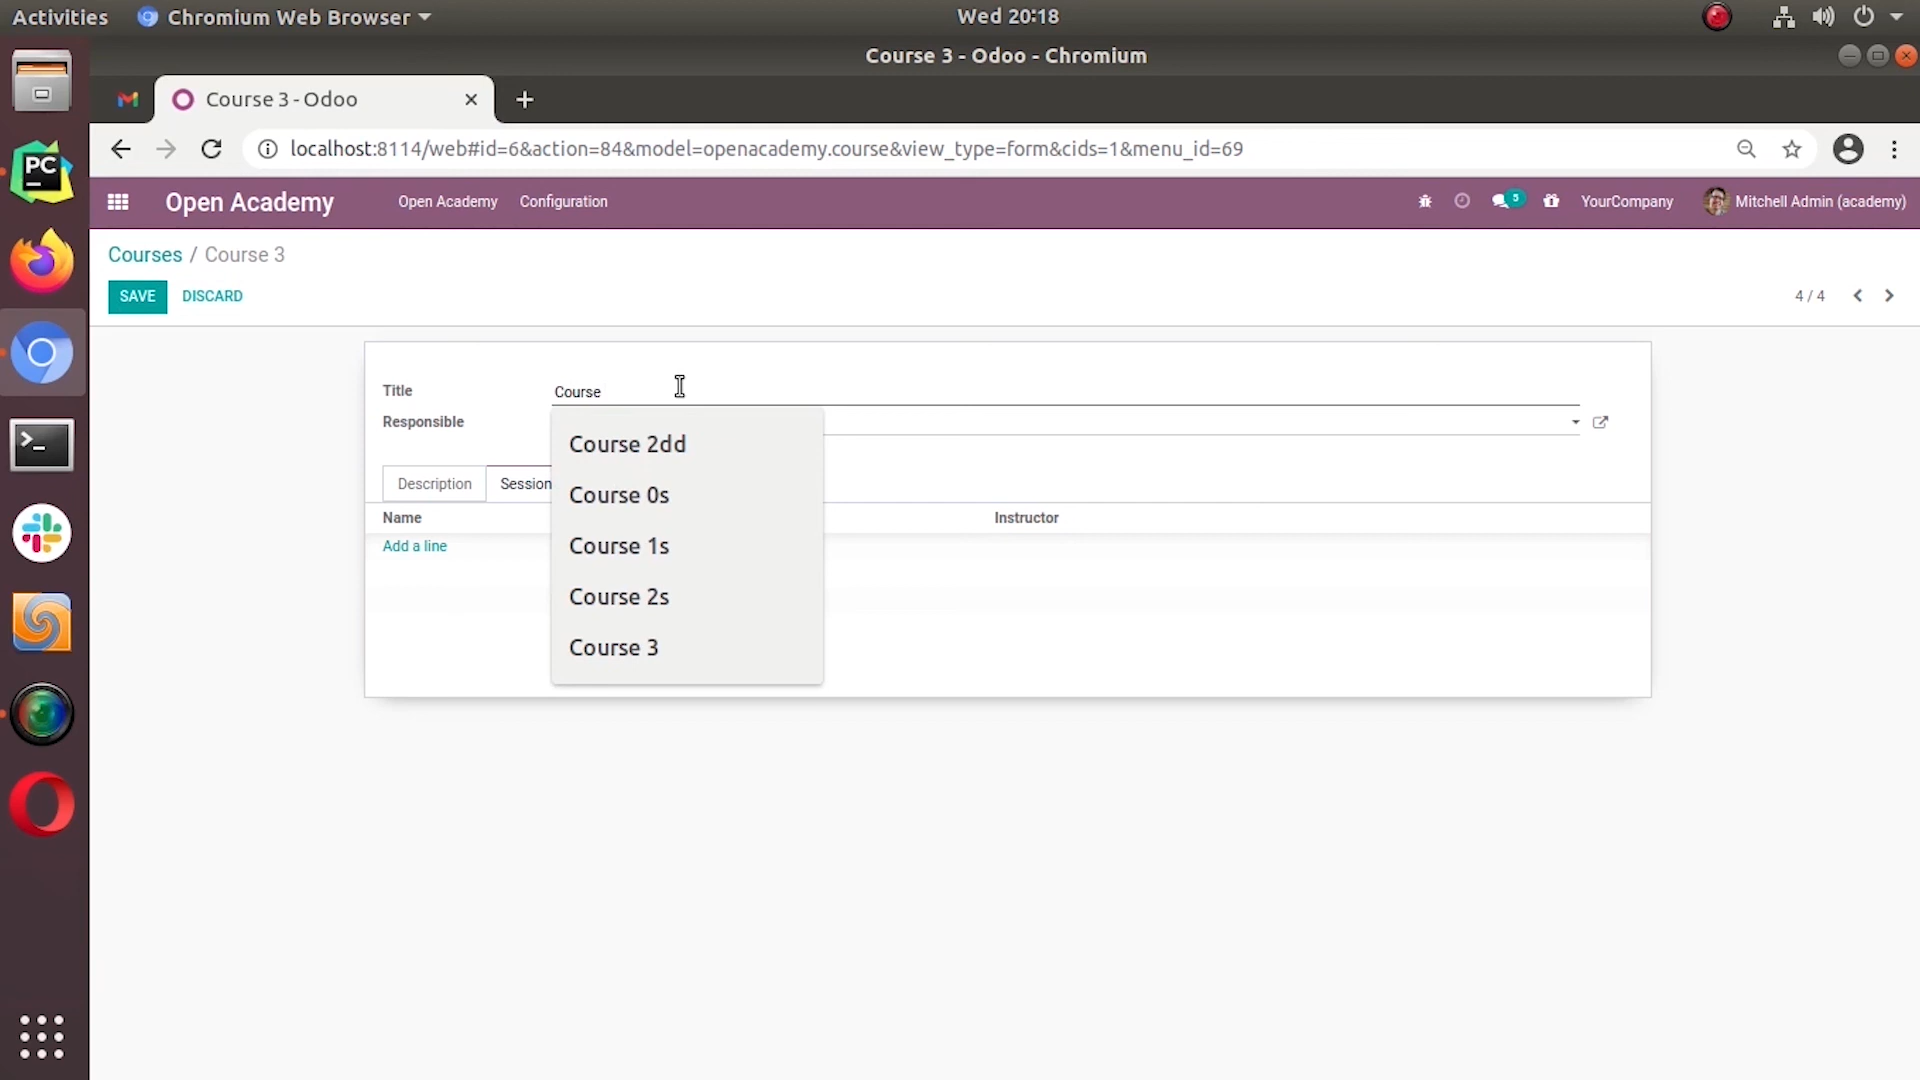 Activities
Chromium Web Browser
Wed 20:18
Course 3 - Odoo - Chromium
Course 3 - Odoo
localhost:8114/web#id=6&action=84&model=openacademy.course&view_type=form&cids=1&menu_id=69
Open Academy
Open Academy
Configuration
5
YourCompany
Mitchell Admin (academy)
Courses / Course 3
SAVE
DISCARD
4 / 4
Title
Course
Responsible
Course 2dd
Course 0s
Course 1s
Course 2s
Course 3
Description
Session
Name
Instructor
Add a line
PC